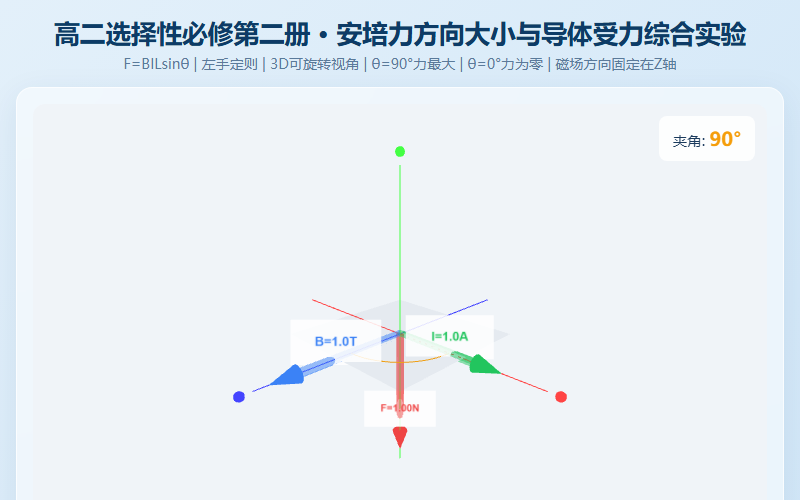 高二选择性必修第二册 · 安培力方向大小与导体受力综合实验
F=BILsinθ | 左手定则 | 3D可旋转视角 | θ=90°力最大 | θ=0°力为零 | 磁场方向固定在Z轴
夹角: 90°
B=1.0T
I=1.0A
F=1.00N